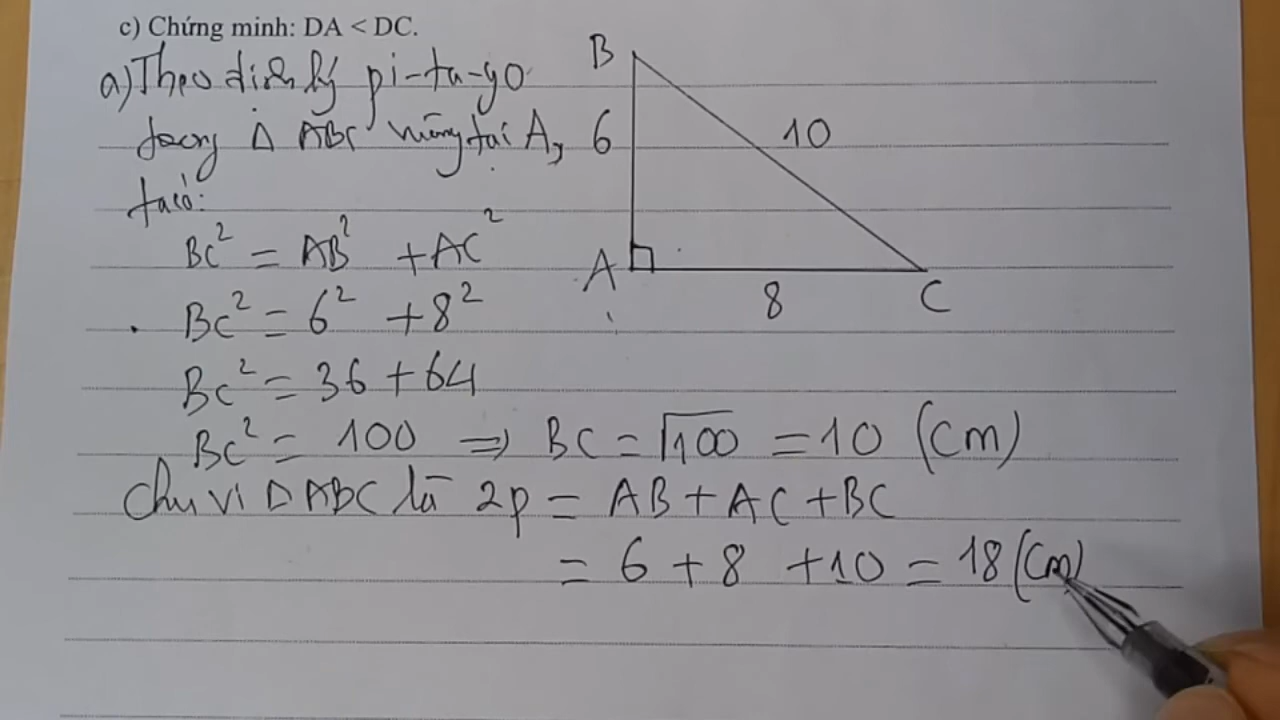 c) Chứng minh: DA < DC.
a) Theo định lý pi-ta-go
trong Δ ABC vuông tại A,
ta có:
BC² = AB² + AC²
BC² = 6² + 8²
BC² = 36 + 64
BC² = 100 => BC = √100 = 10 (cm)
Chu vi Δ ABC là 2p = AB + AC + BC
= 6 + 8 + 10 = 18 (cm)
B
6
10
A
8
C